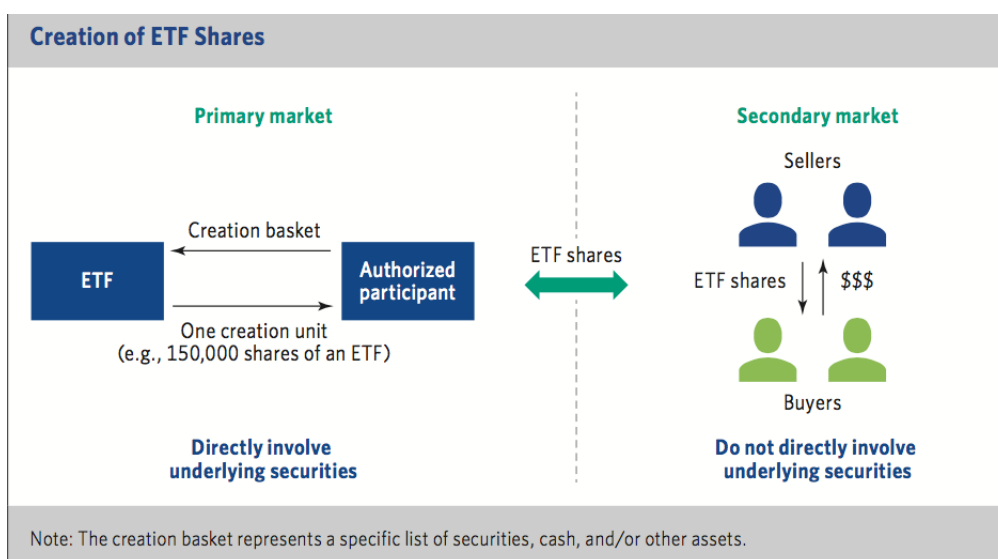 Creation of ETF Shares
Primary market
Creation basket
ETF
Authorized
participant
One creation unit
(e.g., 150,000 shares of an ETF)
Directly involve
underlying securities
ETF shares
Secondary market
Sellers
ETF shares
$$$
Buyers
Do not directly involve
underlying securities
Note: The creation basket represents a specific list of securities, cash, and/or other assets.